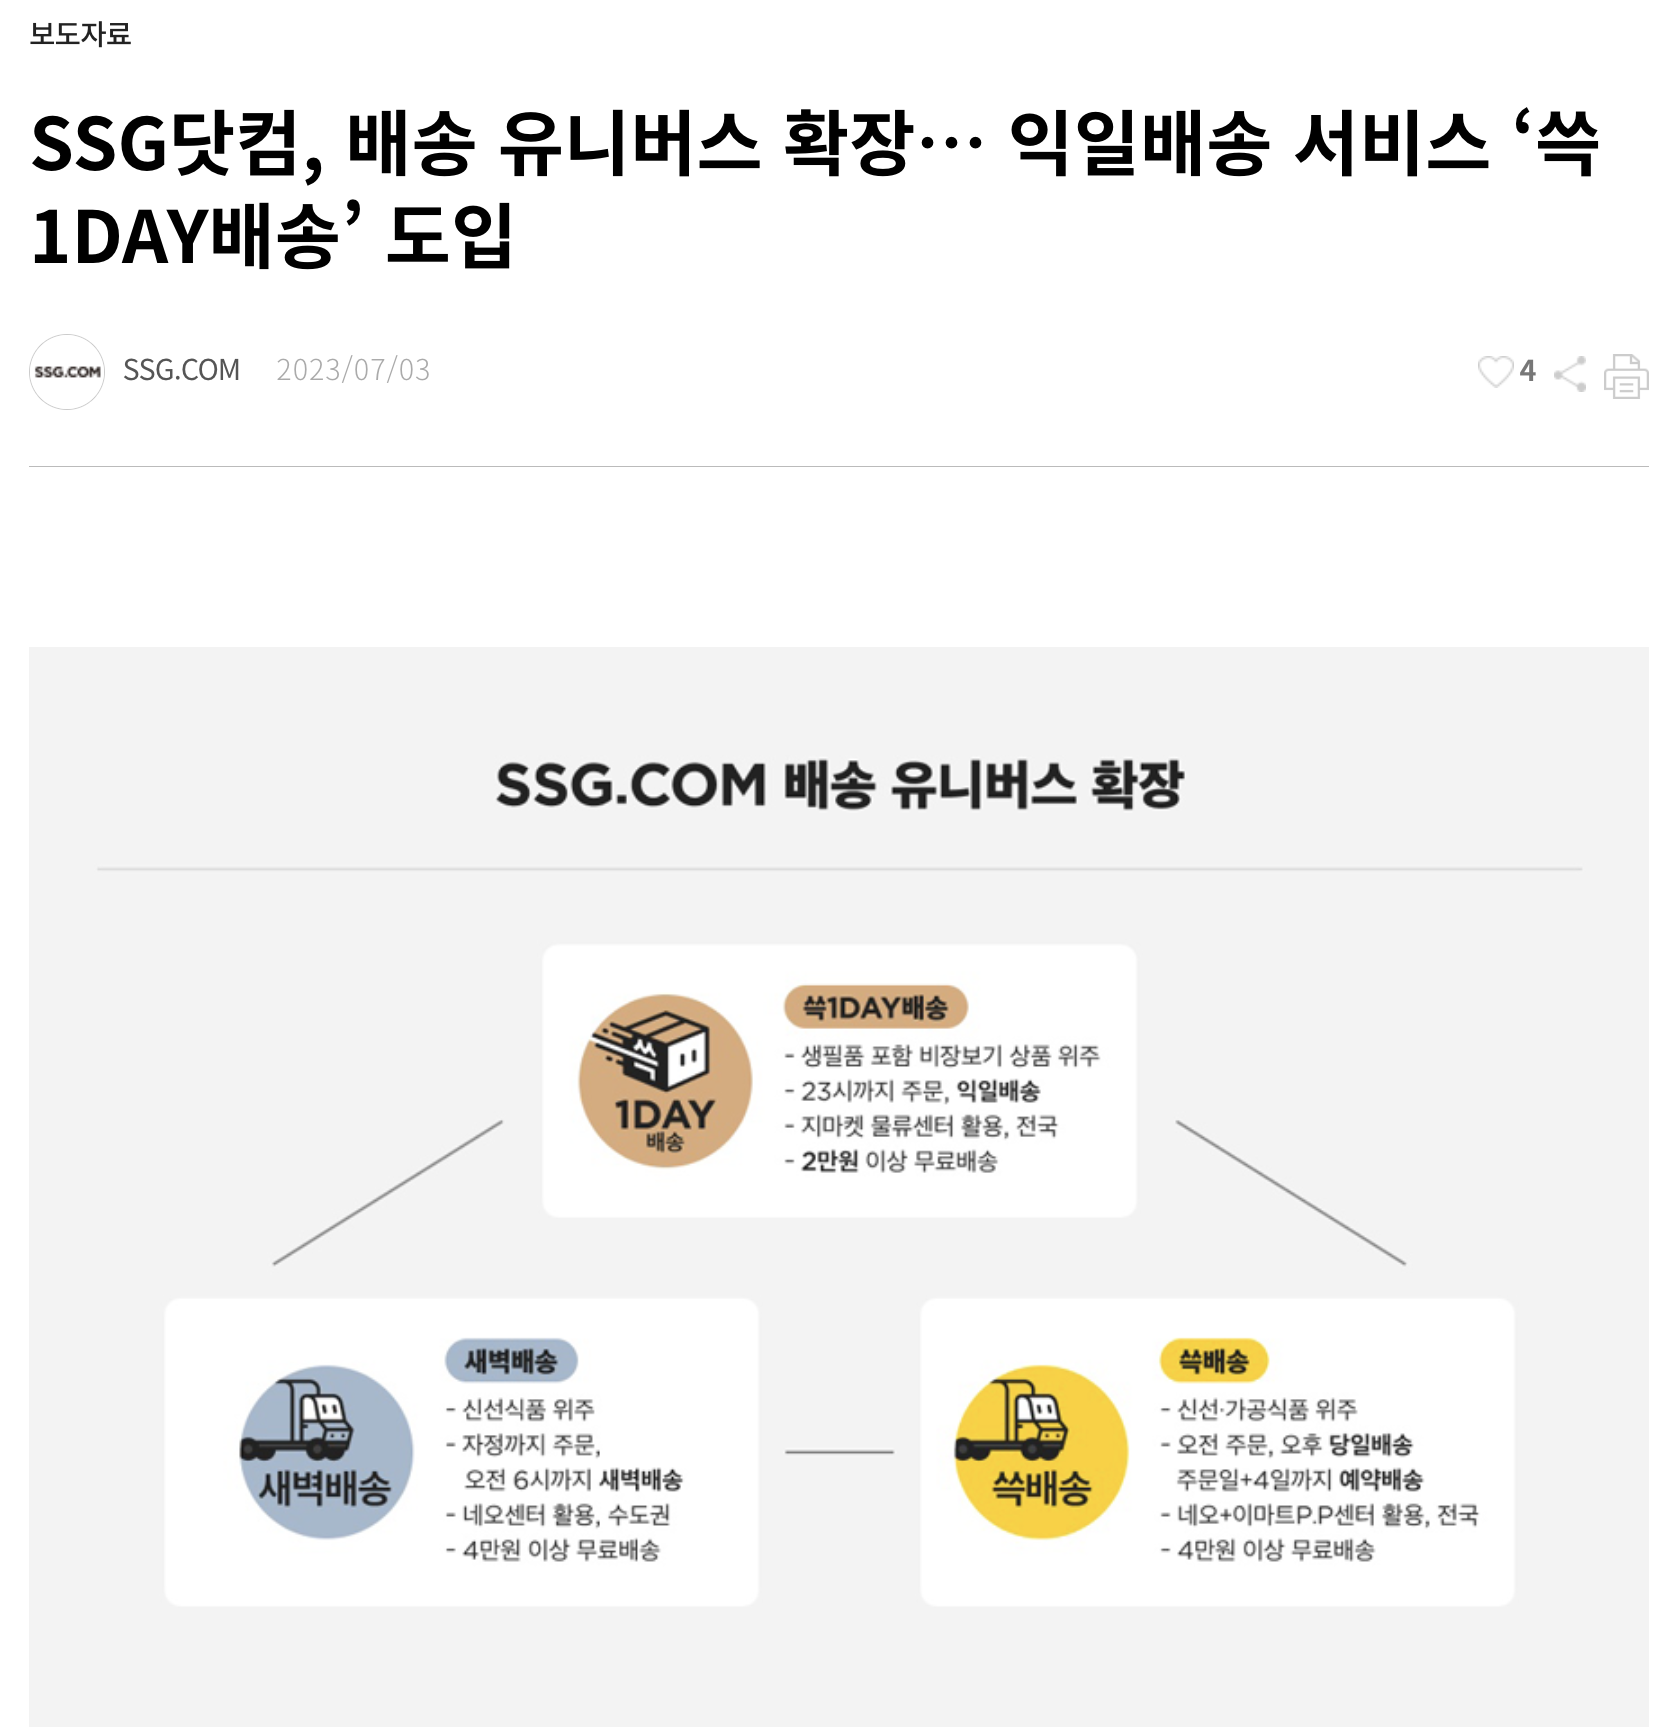 보도자료
SSG닷컴, 배송 유니버스 확장… 익일배송 서비스 ‘쓱
1DAY배송’ 도입
SSG.COM SSG.COM 2023/07/03 4
SSG.COM 배송 유니버스 확장
쓱
1DAY
배송
쓱1DAY배송
- 생필품 포함 비장보기 상품 위주
- 23시까지 주문, 익일배송
- 지마켓 물류센터 활용, 전국
- 2만원 이상 무료배송
새벽배송
새벽배송
- 신선식품 위주
- 자정까지 주문,
오전 6시까지 새벽배송
- 네오센터 활용, 수도권
- 4만원 이상 무료배송
쓱배송
쓱배송
- 신선·가공식품 위주
- 오전 주문, 오후 당일배송
주문일+4일까지 예약배송
- 네오+이마트P.P센터 활용, 전국
- 4만원 이상 무료배송